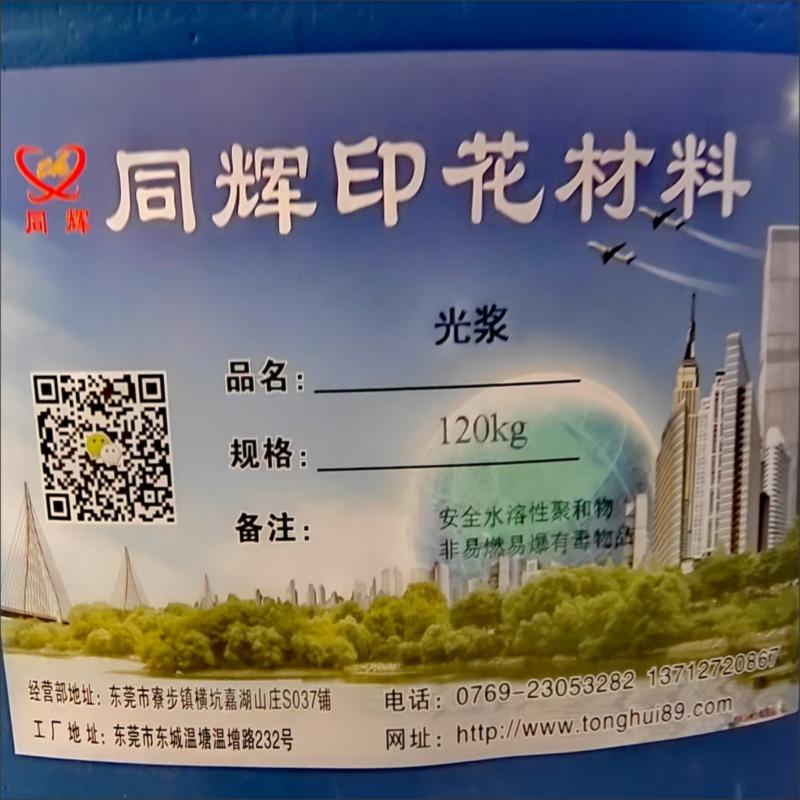 th
同辉
同辉印花材料
光浆
品名:
120kg
规格:
安全水溶性聚和物
备注:
非易燃易爆有毒物品
经营部地址: 东莞市寮步镇横坑嘉湖山庄S037铺
电话: 0769-23053282 13712720867
工厂地址: 东莞市东城温塘温增路232号
网址: http://www.tonghui89.com